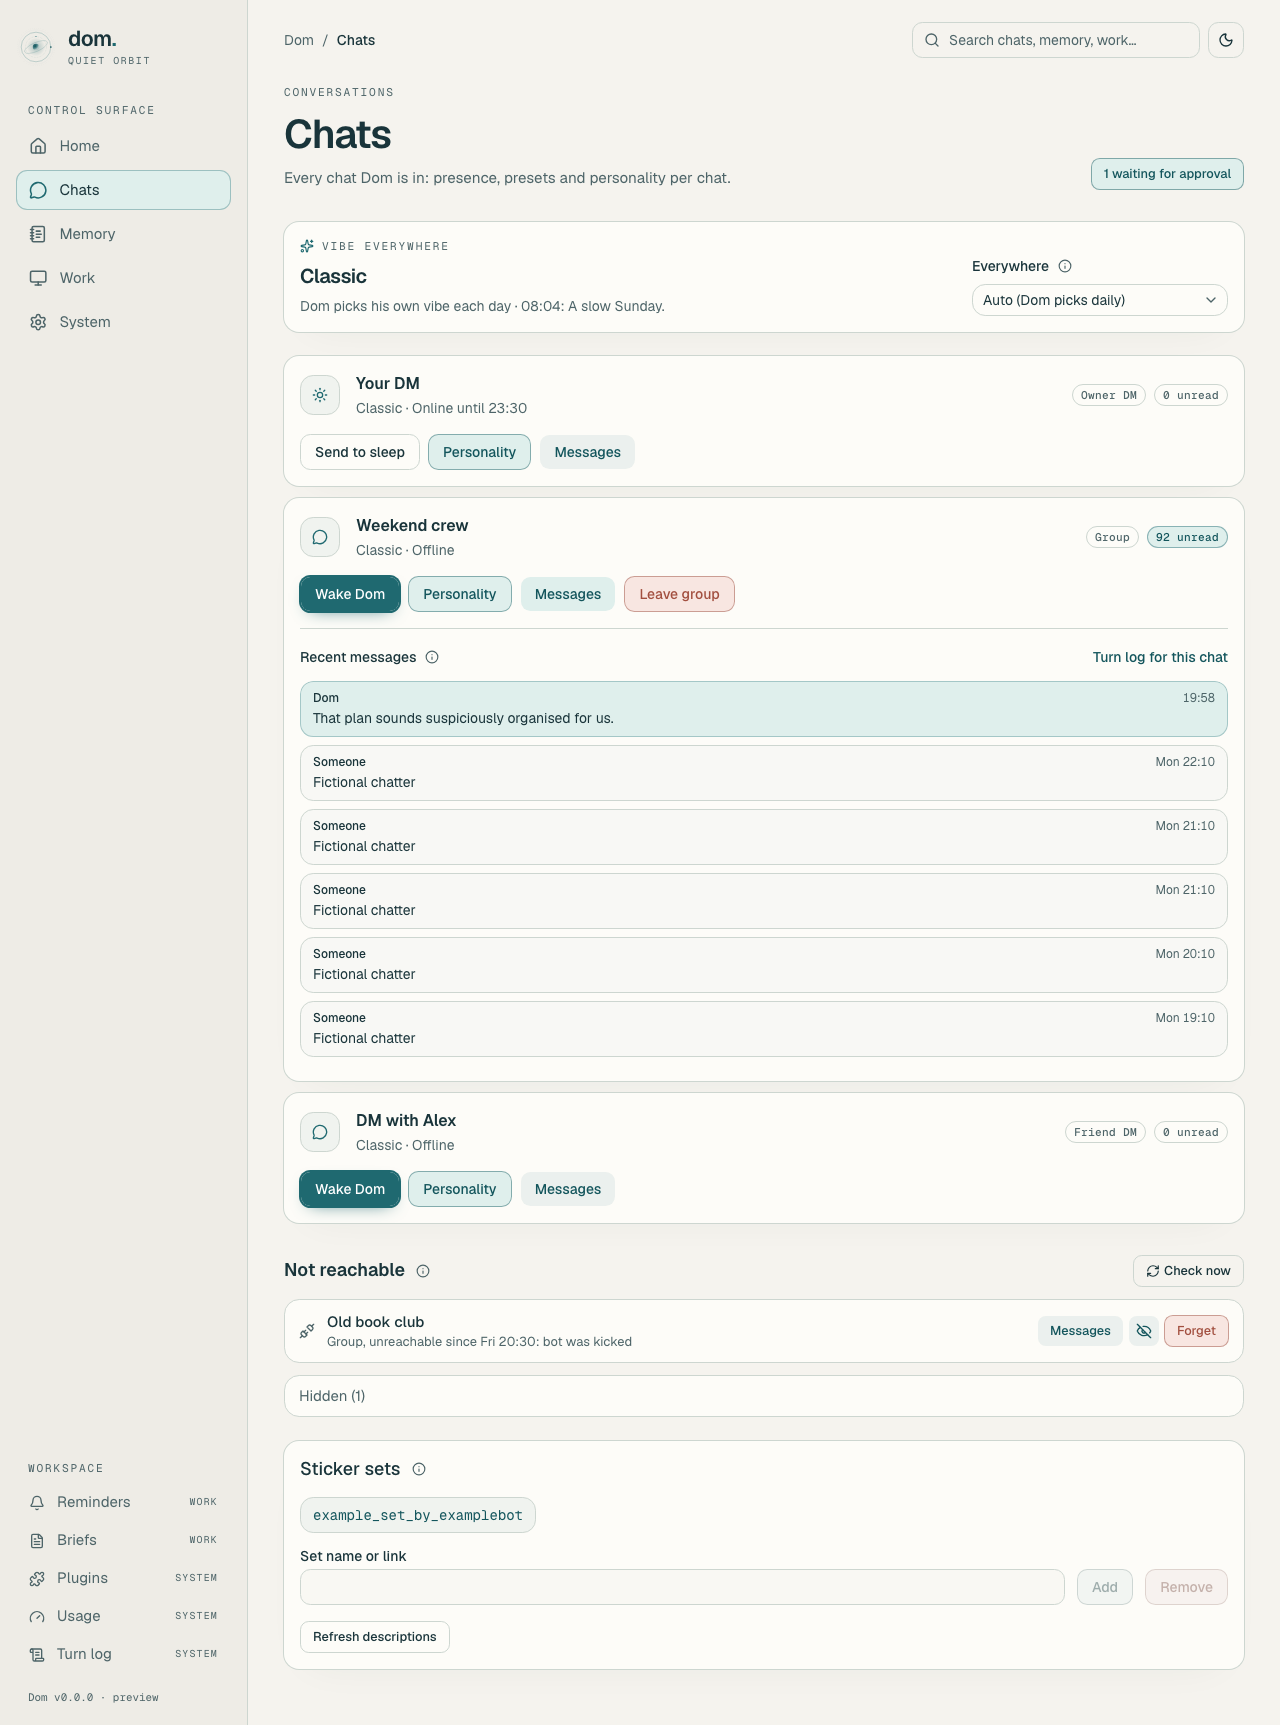 dom.
QUIET ORBIT
CONTROL SURFACE
Home
Chats
Memory
Work
System
WORKSPACE
Reminders WORK
Briefs WORK
Plugins SYSTEM
Usage SYSTEM
Turn log SYSTEM
Dom v0.0.0 · preview
Dom / Chats
Search chats, memory, work…
CONVERSATIONS
Chats
Every chat Dom is in: presence, presets and personality per chat.
1 waiting for approval
VIBE EVERYWHERE
Classic
Dom picks his own vibe each day · 08:04: A slow Sunday.
Everywhere
Auto (Dom picks daily)
Your DM
Classic · Online until 23:30
Owner DM 0 unread
Send to sleep Personality Messages
Weekend crew
Classic · Offline
Group 92 unread
Wake Dom Personality Messages Leave group
Recent messages Turn log for this chat
Dom 19:58
That plan sounds suspiciously organised for us.
Someone Mon 22:10
Fictional chatter
Someone Mon 21:10
Fictional chatter
Someone Mon 21:10
Fictional chatter
Someone Mon 20:10
Fictional chatter
Someone Mon 19:10
Fictional chatter
DM with Alex
Classic · Offline
Friend DM 0 unread
Wake Dom Personality Messages
Not reachable Check now
Old book club
Group, unreachable since Fri 20:30: bot was kicked
Messages Forget
Hidden (1)
Sticker sets
example_set_by_examplebot
Set name or link
Add Remove
Refresh descriptions